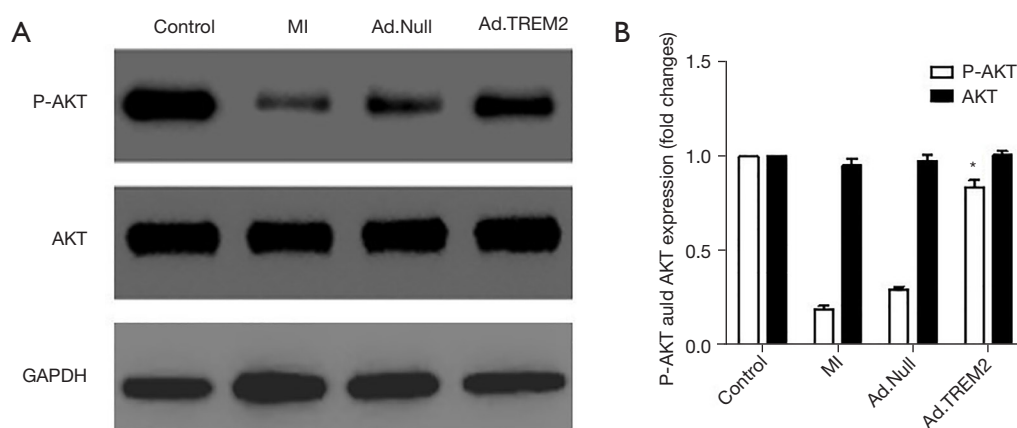 A
Control MI Ad.Null Ad.TREM2
P-AKT
AKT
GAPDH
B
P-AKT auld AKT expression (fold changes)
1.5
1.0
0.5
0.0
P-AKT
AKT
*
Control MI Ad.Null Ad.TREM2